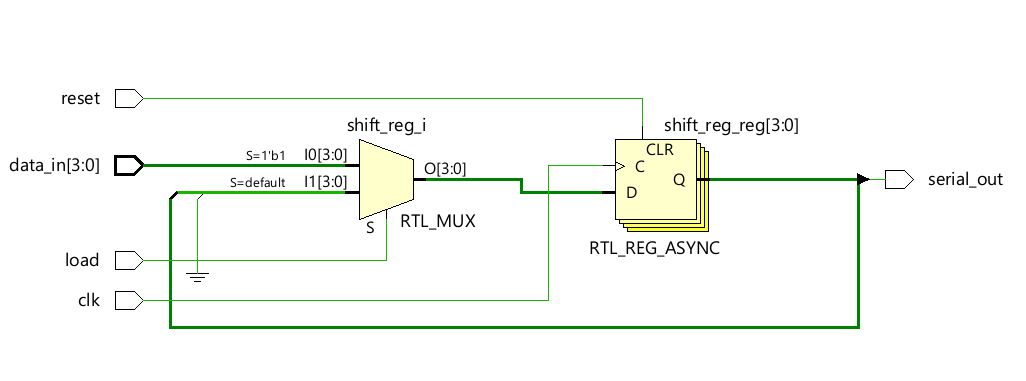 reset
shift_reg_i
shift_reg_reg[3:0]
CLR
data_in[3:0]
S=1'b1
I0[3:0]
O[3:0]
C
S=default
I1[3:0]
D
Q
serial_out
S
RTL_MUX
RTL_REG_ASYNC
load
clk